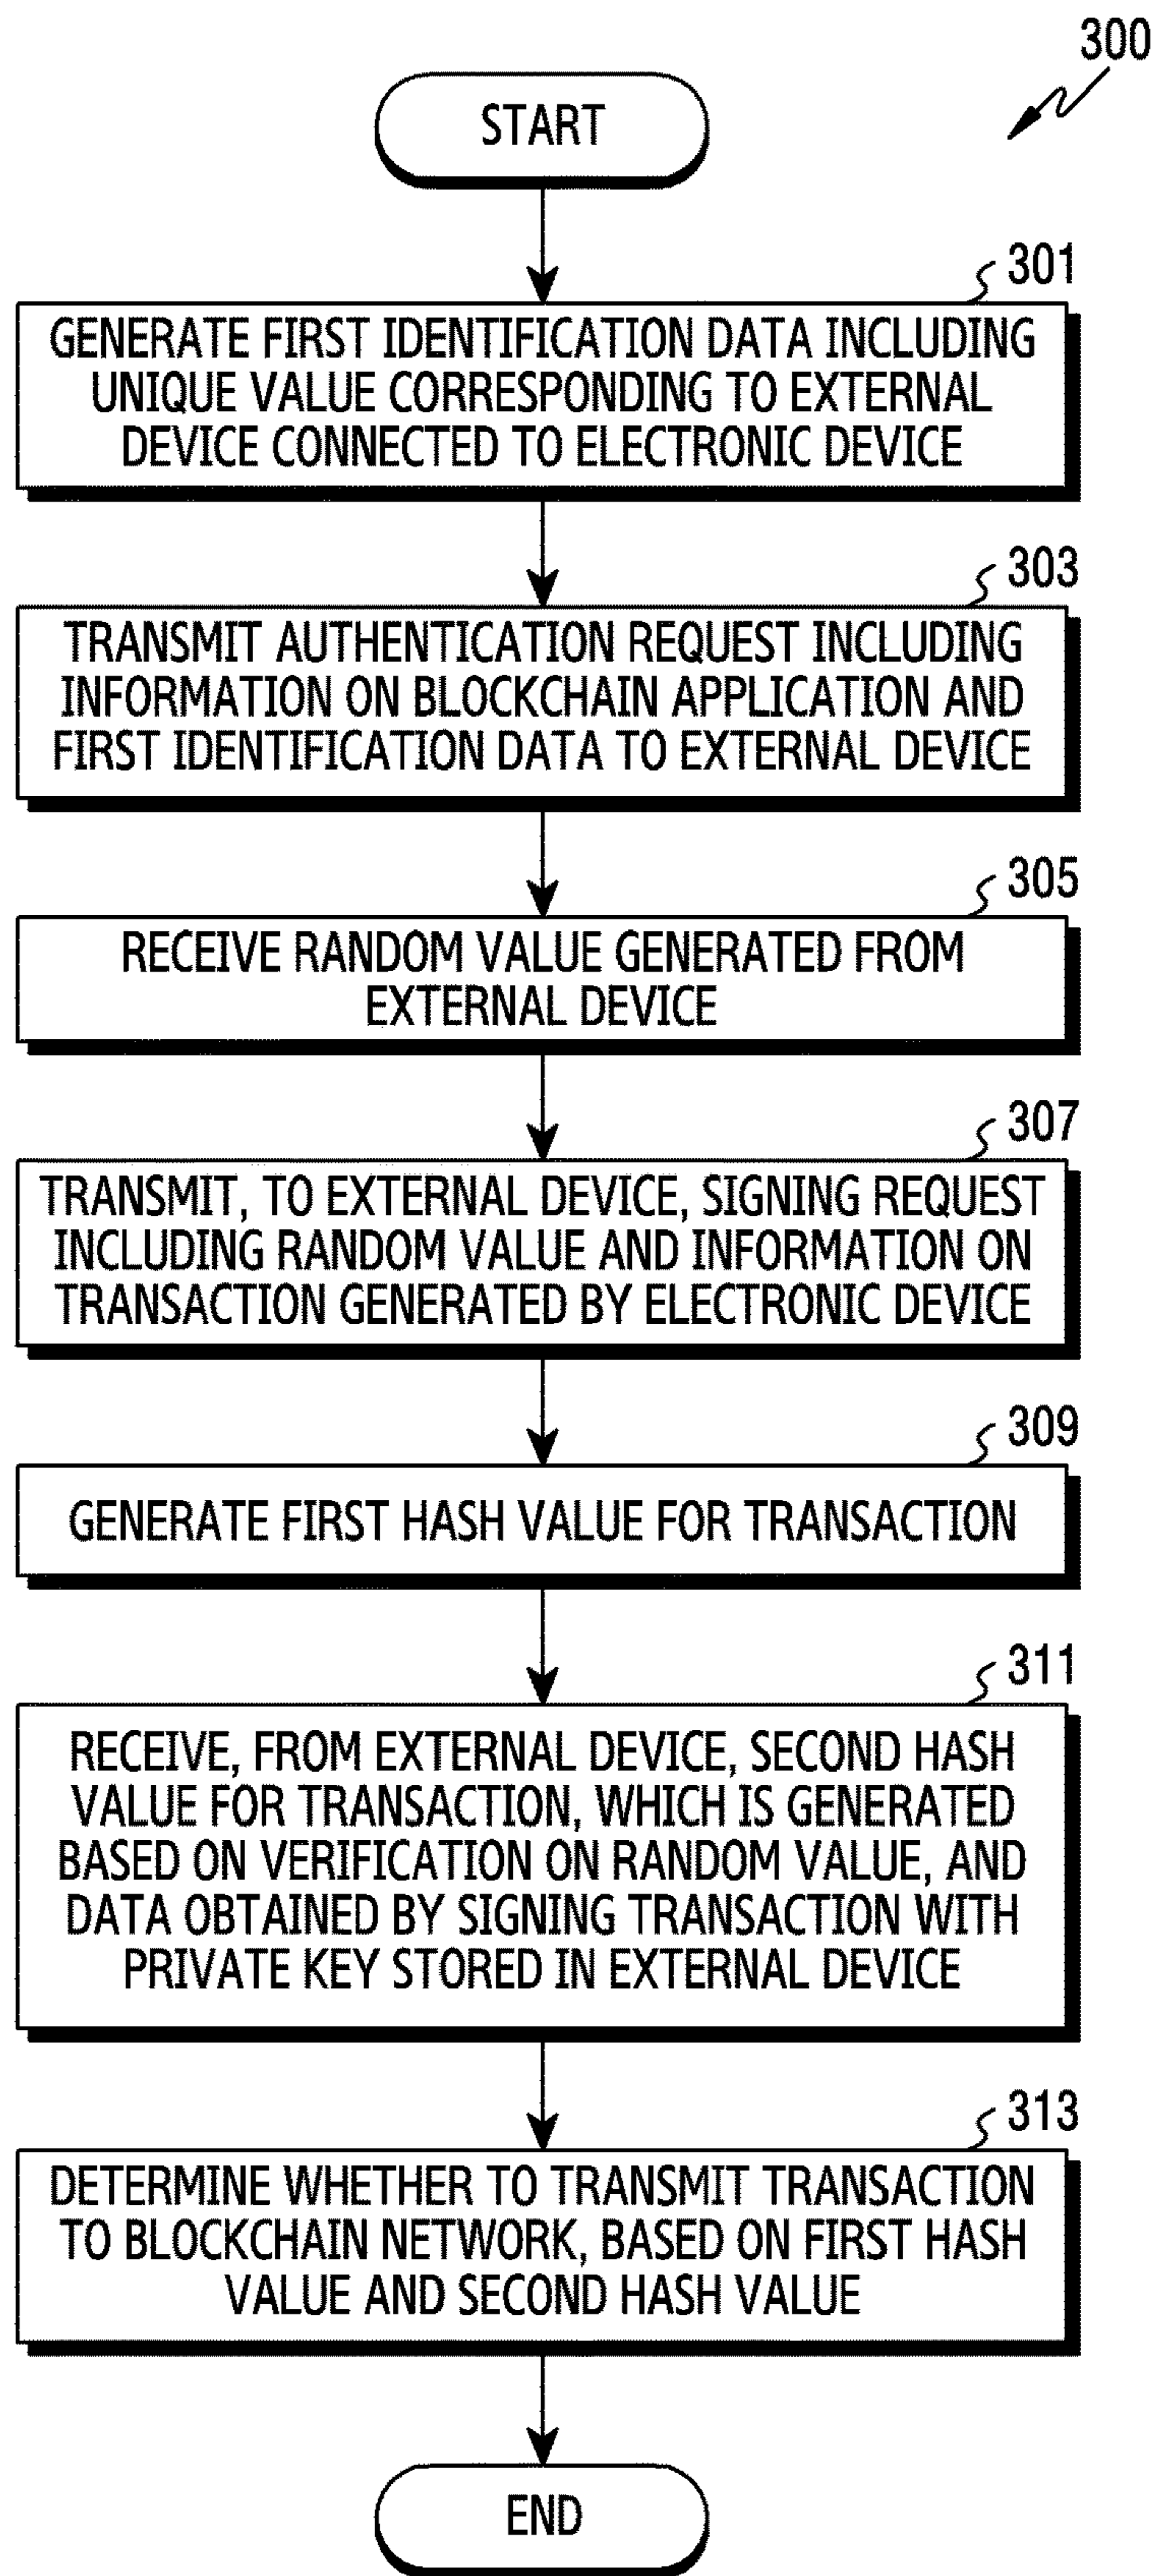 300
START
301
GENERATE FIRST IDENTIFICATION DATA INCLUDING
UNIQUE VALUE CORRESPONDING TO EXTERNAL
DEVICE CONNECTED TO ELECTRONIC DEVICE
303
TRANSMIT AUTHENTICATION REQUEST INCLUDING
INFORMATION ON BLOCKCHAIN APPLICATION AND
FIRST IDENTIFICATION DATA TO EXTERNAL DEVICE
305
RECEIVE RANDOM VALUE GENERATED FROM
EXTERNAL DEVICE
307
TRANSMIT, TO EXTERNAL DEVICE, SIGNING REQUEST
INCLUDING RANDOM VALUE AND INFORMATION ON
TRANSACTION GENERATED BY ELECTRONIC DEVICE
309
GENERATE FIRST HASH VALUE FOR TRANSACTION
311
RECEIVE, FROM EXTERNAL DEVICE, SECOND HASH
VALUE FOR TRANSACTION, WHICH IS GENERATED
BASED ON VERIFICATION ON RANDOM VALUE, AND
DATA OBTAINED BY SIGNING TRANSACTION WITH
PRIVATE KEY STORED IN EXTERNAL DEVICE
313
DETERMINE WHETHER TO TRANSMIT TRANSACTION
TO BLOCKCHAIN NETWORK, BASED ON FIRST HASH
VALUE AND SECOND HASH VALUE
END